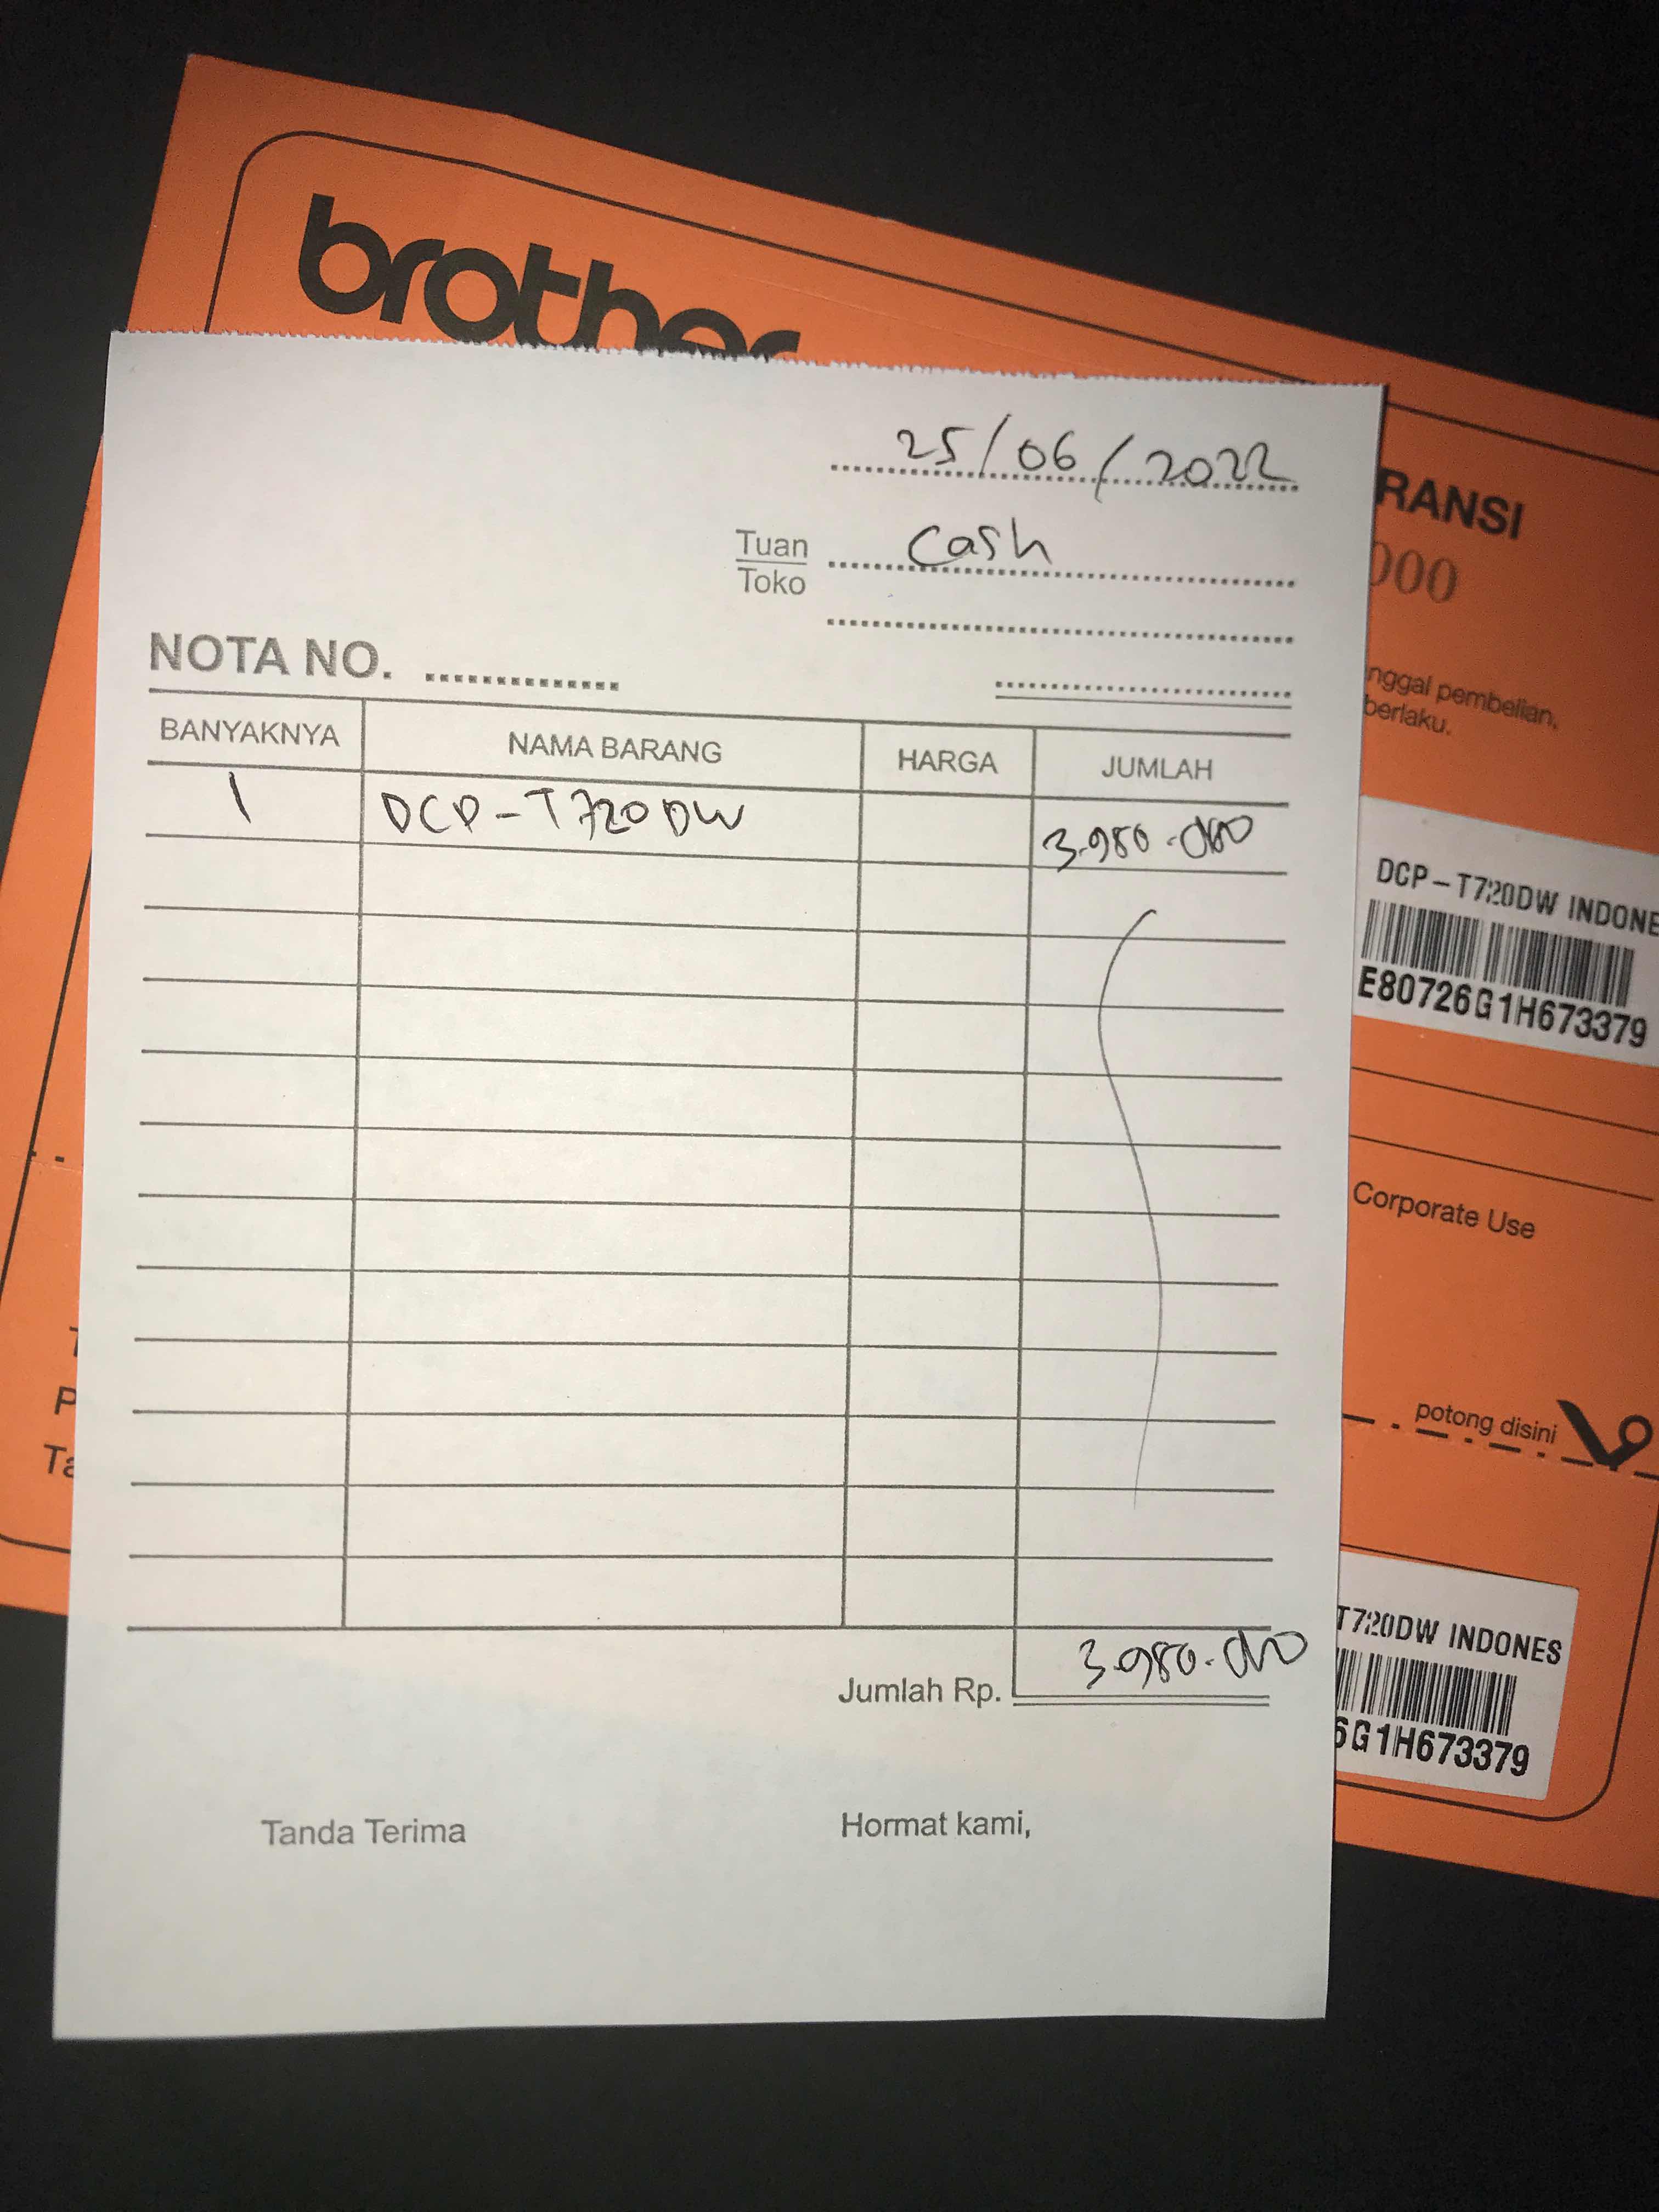 brother
25/06/2022
Tuan Cash
Toko
NOTA NO.
BANYAKNYA NAMA BARANG HARGA JUMLAH
1 DCP-T720DW 3.980.000
Jumlah Rp. 3.980.000
Tanda Terima Hormat kami,
RANSI
000
nggal pembelian,
berlaku.
DCP-T720DW INDONE
E80726G1H673379
Corporate Use
potong disini
T720DW INDONES
6G1H673379
P
Ta